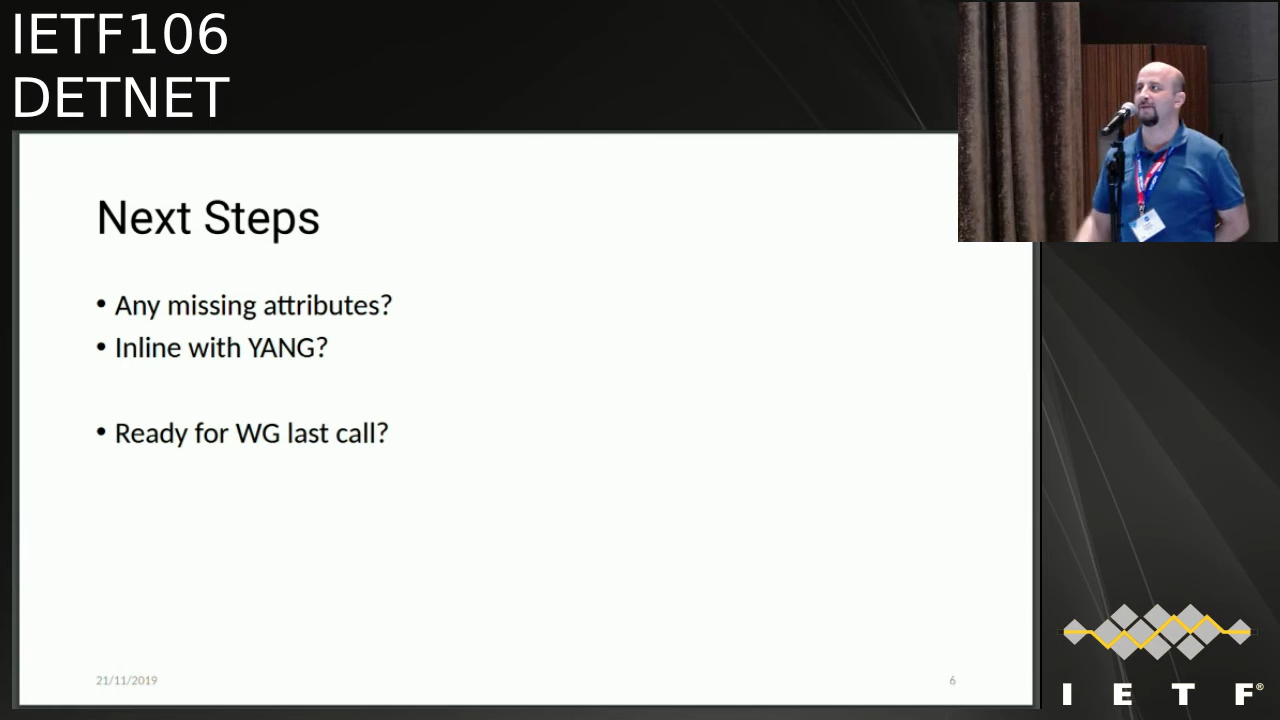 IETF106
DETNET
Next Steps
• Any missing attributes?
• Inline with YANG?
• Ready for WG last call?
21/11/2019
6
I E T F®